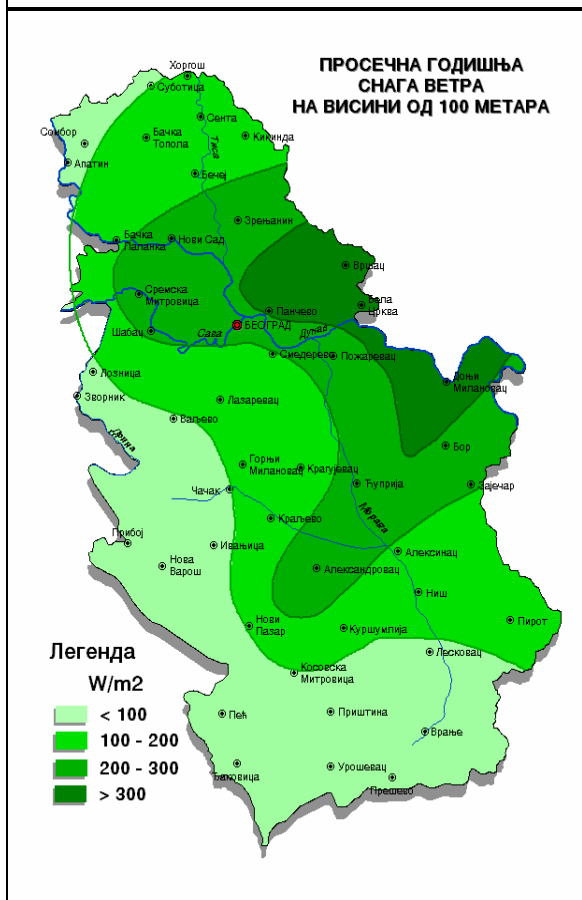 ПРОСЕЧНА ГОДИШЊА
СНАГА ВЕТРА
НА ВИСИНИ ОД 100 МЕТАРА
Хоргош
Суботица
Сента
Сомбор
Бачка
Топола
Кикинда
Тиса
Апатин
Бечеј
Зрењанин
Бачка
Паланка
Нови Сад
Вршац
Сремска
Митровица
Бела
Црква
Панчево
Шабац
Сава
БЕОГРАД
Дунав
Смедерево
Пожаревац
Лозница
Доњи
Милановац
Зворник
Лазаревац
Ваљево
Дрина
Бор
Горњи
Милановац
Крагујевац
Чачак
Ћуприја
Зајечар
Краљево
Морава
Прибој
Ивањица
Алексинац
Нова
Варош
Александровац
Ниш
Нови
Пазар
Куршумлија
Пирот
Лесковац
Косовска
Митровица
Легенда
W/m2
< 100
100 - 200
200 - 300
> 300
Пећ
Приштина
Врање
Ђаковица
Урошевац
Прешево